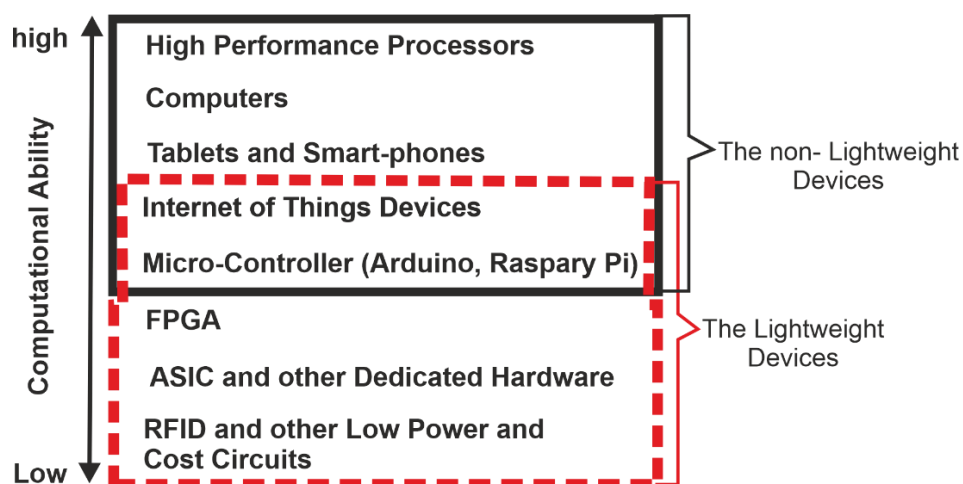 high
High Performance Processors
Computers
Tablets and Smart-phones
The non- Lightweight
Devices
Internet of Things Devices
Micro-Controller (Arduino, Raspary Pi)
Computational Ability
FPGA
The Lightweight
Devices
ASIC and other Dedicated Hardware
RFID and other Low Power and
Cost Circuits
Low